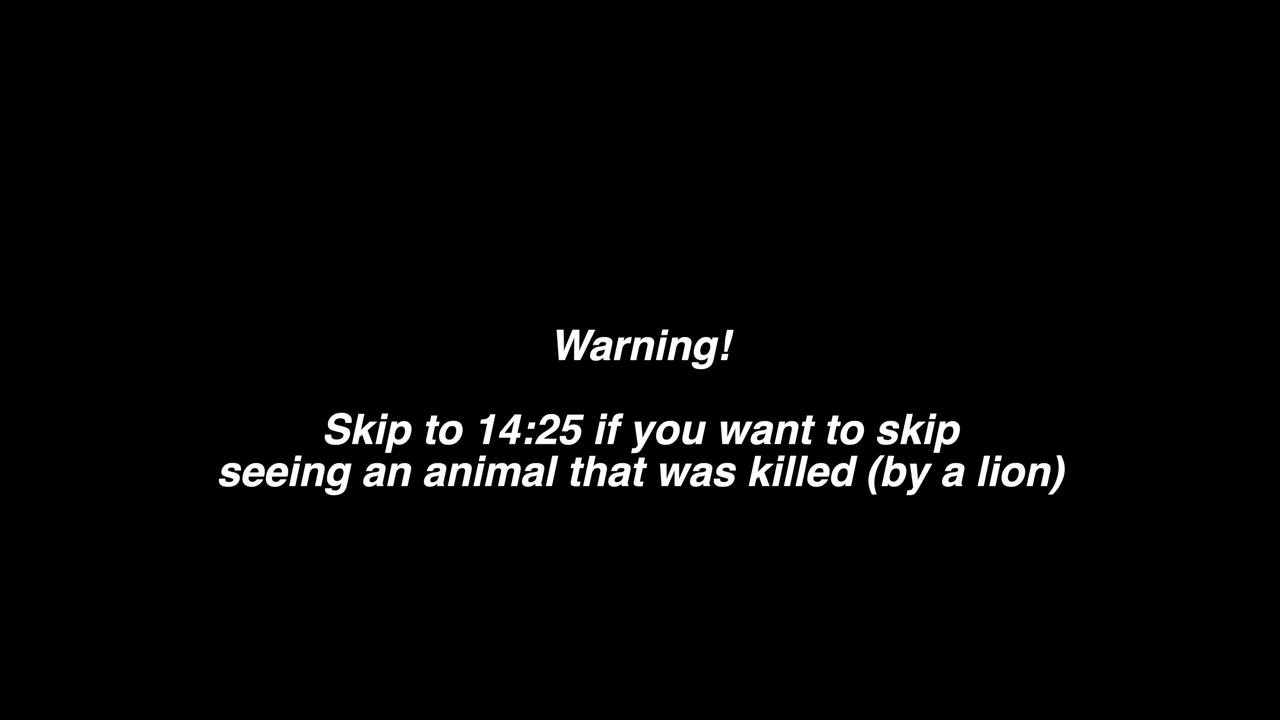 Warning!
Skip to 14:25 if you want to skip
seeing an animal that was killed (by a lion)